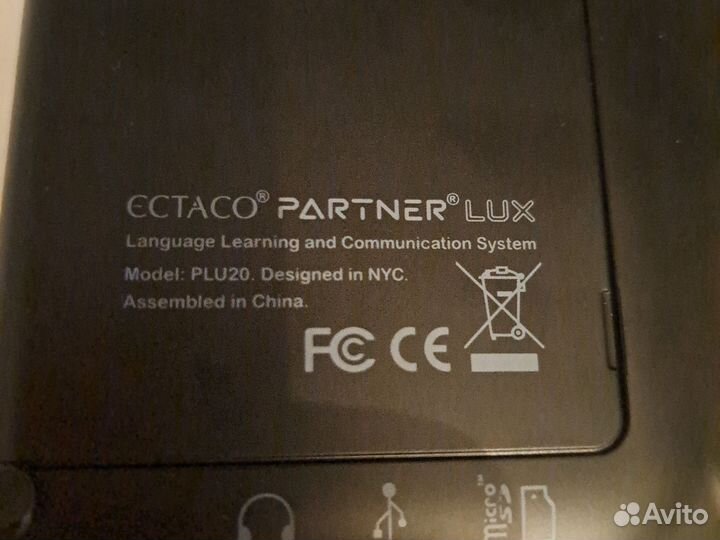 ECTACO® PARTNER® LUX
Language Learning and Communication System
Model: PLU20. Designed in NYC.
Assembled in China.
FC CE
micro SD™
Avito